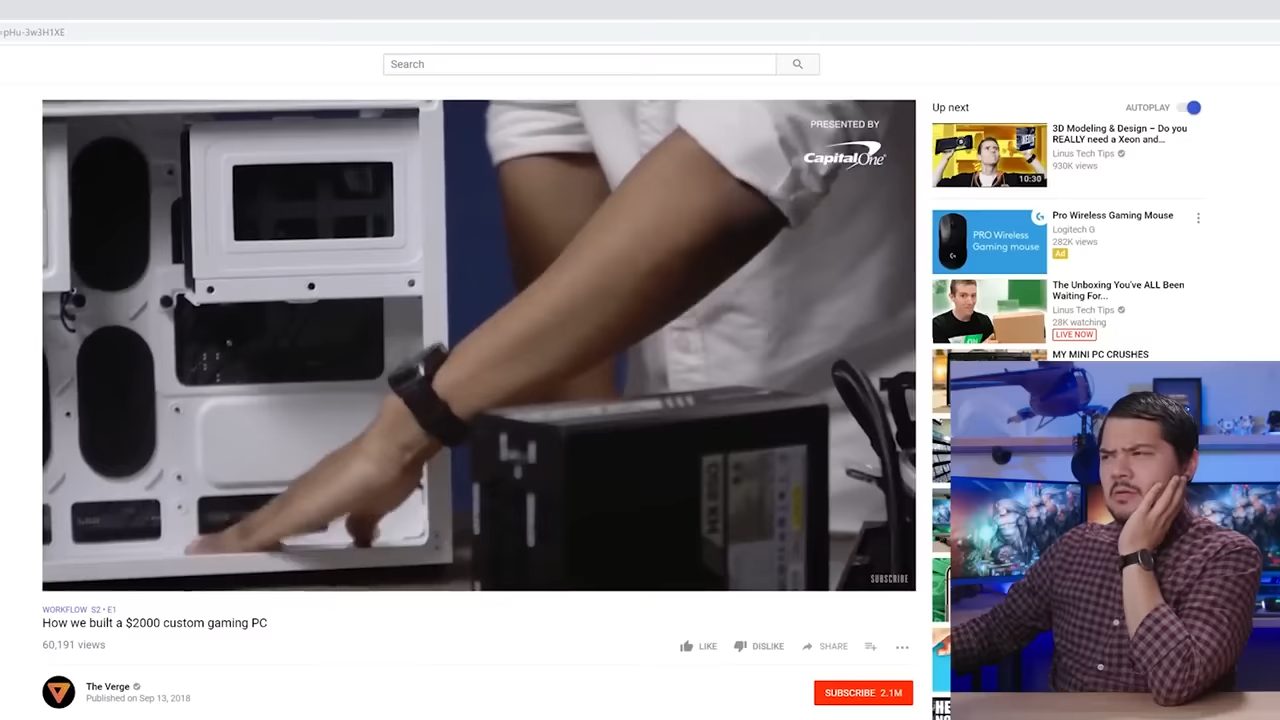 =pHu-3w3H1XE
Search
PRESENTED BY
CapitalOne
SUBSCRIBE
WORKFLOW S2 • E1
How we built a $2000 custom gaming PC
60,191 views
LIKE
DISLIKE
SHARE
The Verge
Published on Sep 13, 2018
SUBSCRIBE 2.1M
Up next
AUTOPLAY
3D Modeling & Design – Do you
REALLY need a Xeon and...
Linus Tech Tips
930K views
10:30
Pro Wireless Gaming Mouse
Logitech G
282K views
Ad
PRO Wireless
Gaming mouse
The Unboxing You've ALL Been
Waiting For...
Linus Tech Tips
28K watching
LIVE NOW
MY MINI PC CRUSHES